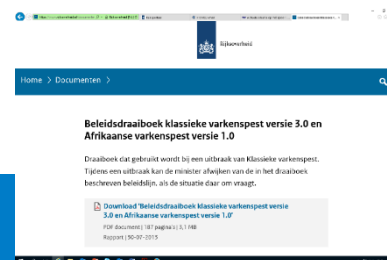 Rijksoverheid
Home > Documenten >
Beleidsdraaiboek klassieke varkenspest versie 3.0 en
Afrikaanse varkenspest versie 1.0
Draaiboek dat gebruikt wordt bij een uitbraak van Klassieke varkenspest.
Tijdens een uitbraak kan de minister afwijken van de in het draaiboek
beschreven beleidslijn, als de situatie daar om vraagt.
Download 'Beleidsdraaiboek klassieke varkenspest versie
3.0 en Afrikaanse varkenspest versie 1.0'
PDF document | 187 pagina's | 3,1 MB
Rapport | 30-07-2013